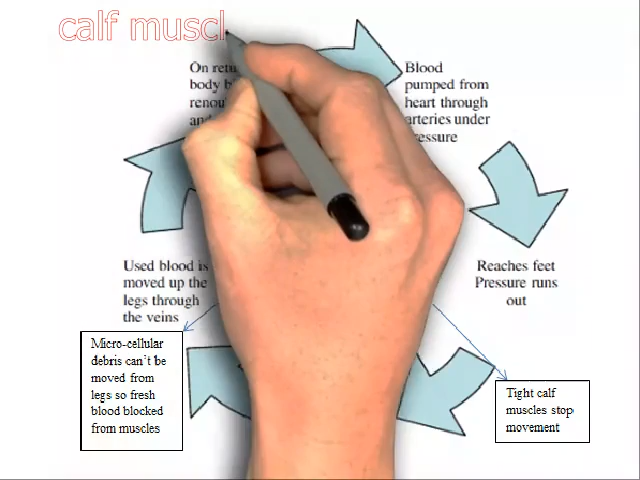 calf muscl
On retu
body b
renou
and
Blood
pumped from
heart through
arteries under
pressure
Reaches feet
Pressure runs
out
Used blood is
moved up the
legs through
the veins
Micro-cellular
debris can't be
moved from
legs so fresh
blood blocked
from muscles
Tight calf
muscles stop
movement